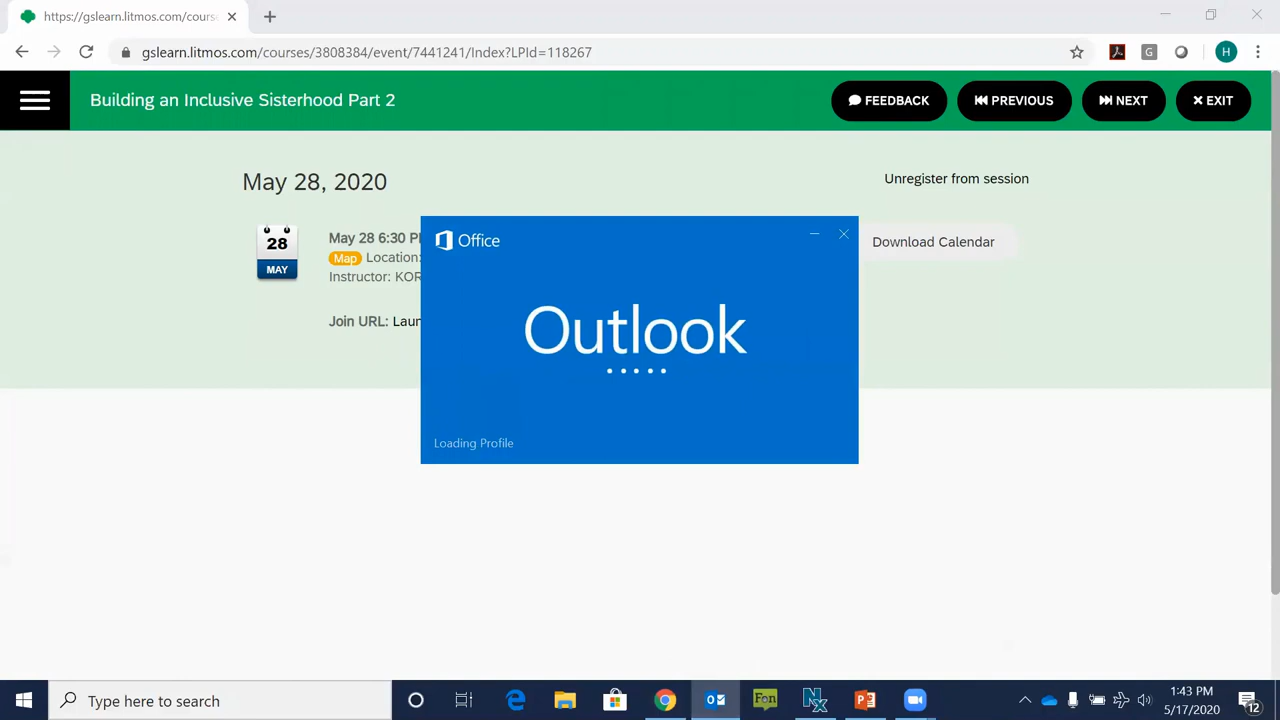 https://gslearn.litmos.com/cours
gslearn.litmos.com/courses/3808384/event/7441241/Index?LPId=118267
H
Building an Inclusive Sisterhood Part 2
FEEDBACK
PREVIOUS
NEXT
EXIT
May 28, 2020
Unregister from session
28
MAY
May 28 6:30 P
Map Location:
Instructor: KOR
Join URL: Laun
Download Calendar
Office
Outlook
Loading Profile
Type here to search
1:43 PM
5/17/2020
12